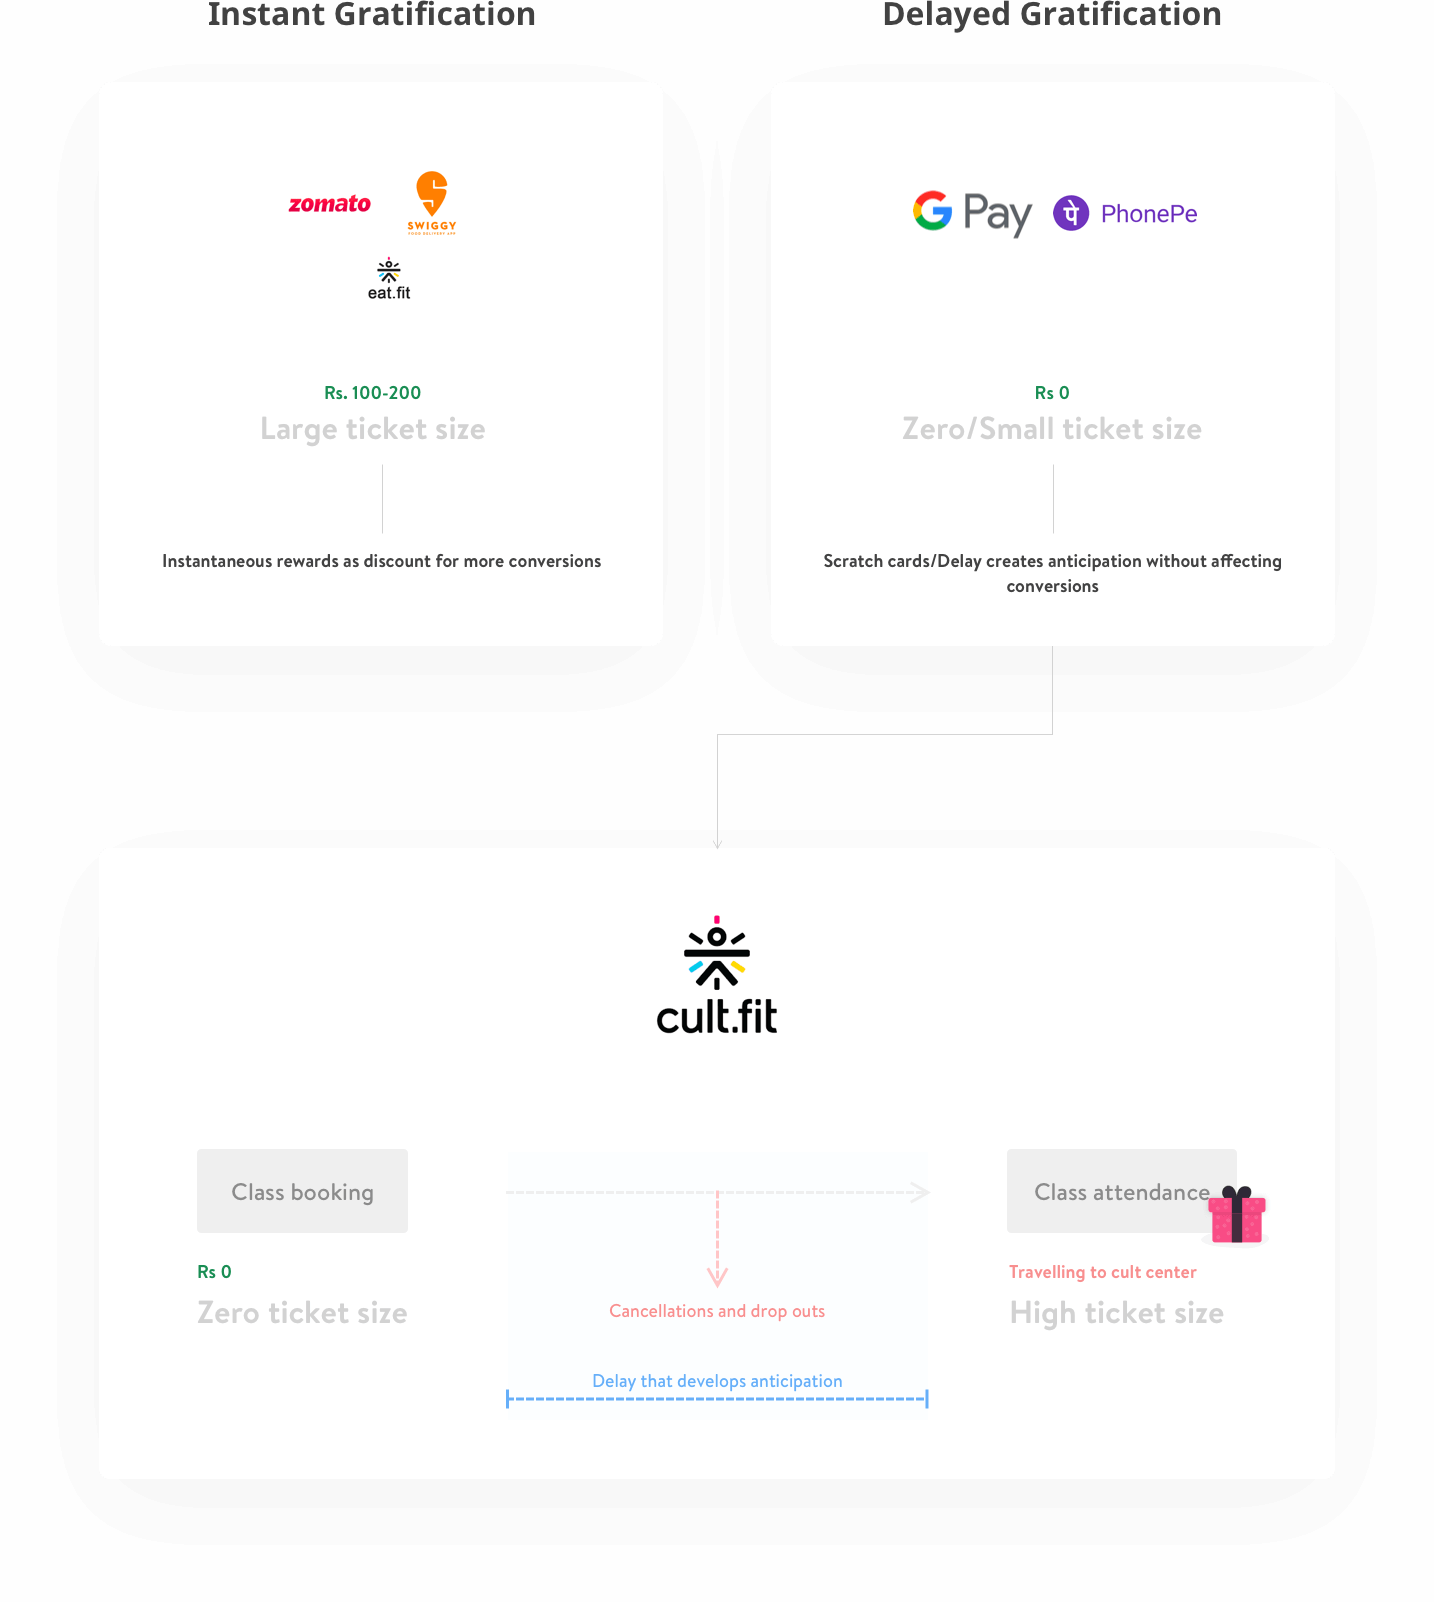 Instant Gratification
Delayed Gratification
zomato
SWIGGY
FOOD DELIVERY APP
eat.fit
G Pay
पे PhonePe
Rs. 100-200
Large ticket size
Rs 0
Zero/Small ticket size
Instantaneous rewards as discount for more conversions
Scratch cards/Delay creates anticipation without affecting
conversions
cult.fit
Class booking
Class attendance
Rs 0
Zero ticket size
Travelling to cult center
High ticket size
Cancellations and drop outs
Delay that develops anticipation